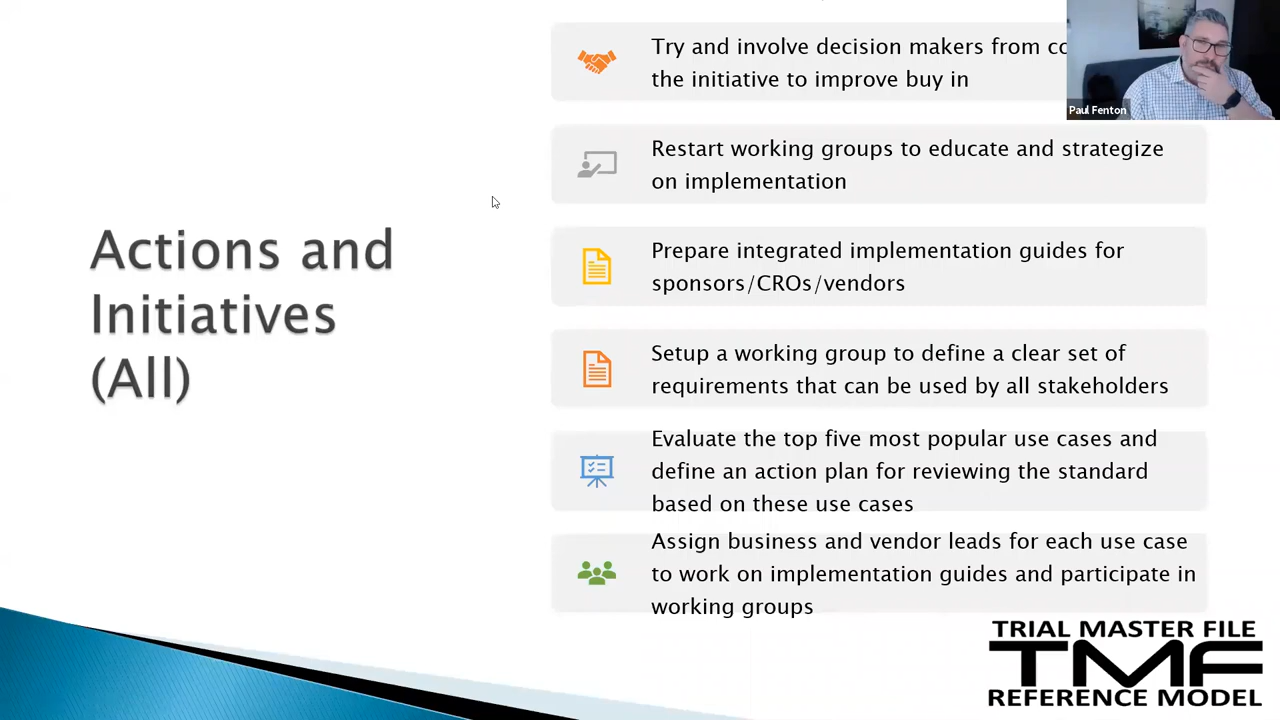 Actions and
Initiatives
(All)
Try and involve decision makers from
the initiative to improve buy in
Restart working groups to educate and strategize
on implementation
Prepare integrated implementation guides for
sponsors/CROs/vendors
Setup a working group to define a clear set of
requirements that can be used by all stakeholders
Evaluate the top five most popular use cases and
define an action plan for reviewing the standard
based on these use cases
Assign business and vendor leads for each use case
to work on implementation guides and participate in
working groups
Paul Fenton
TRIAL MASTER FILE
TMF
REFERENCE MODEL